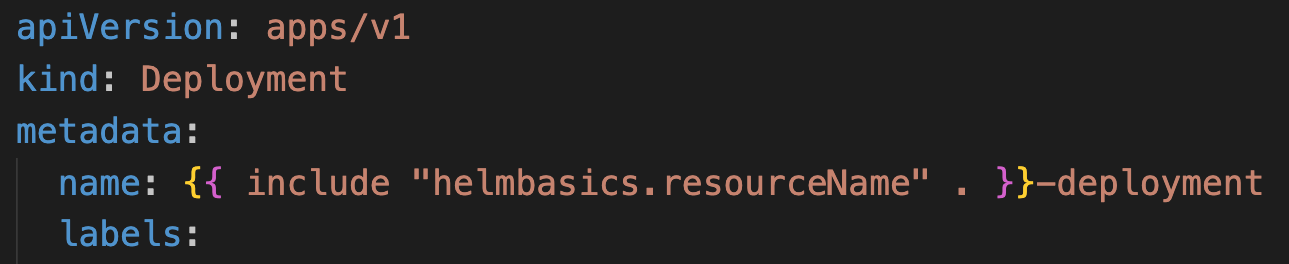 apiVersion: apps/v1
kind: Deployment
metadata:
  name: {{ include "helmbasics.resourceName" . }}-deployment
  labels: